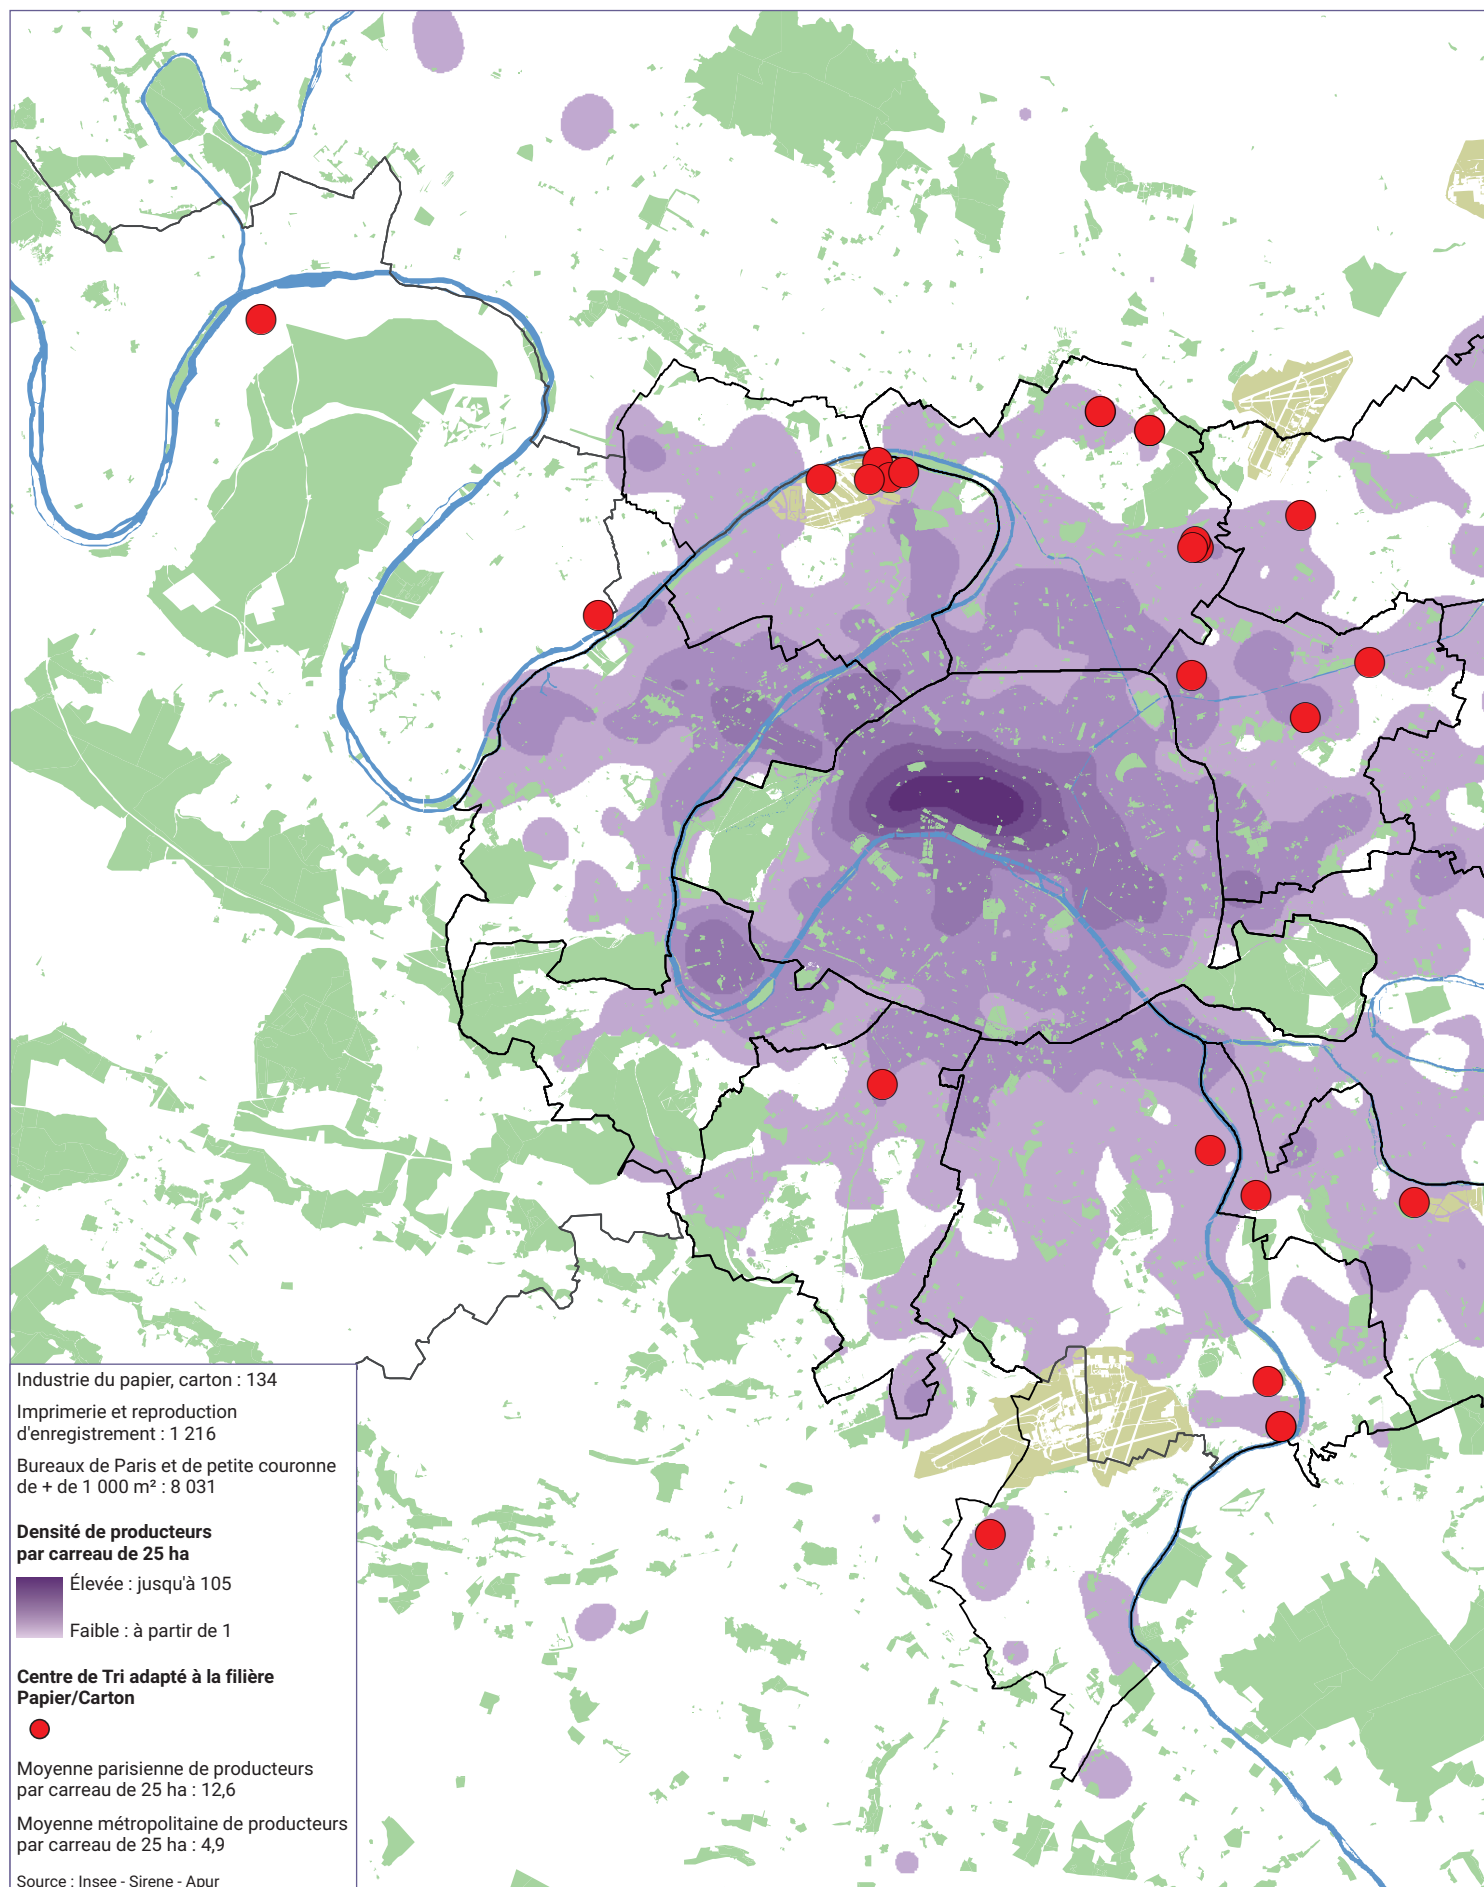 Industrie du papier, carton : 134
Imprimerie et reproduction
d'enregistrement : 1 216
Bureaux de Paris et de petite couronne
de + de 1 000 m² : 8 031
Densité de producteurs
par carreau de 25 ha
Élevée : jusqu'à 105
Faible : à partir de 1
Centre de Tri adapté à la filière
Papier/Carton
Moyenne parisienne de producteurs
par carreau de 25 ha : 12,6
Moyenne métropolitaine de producteurs
par carreau de 25 ha : 4,9
Source : Insee - Sirene - Apur